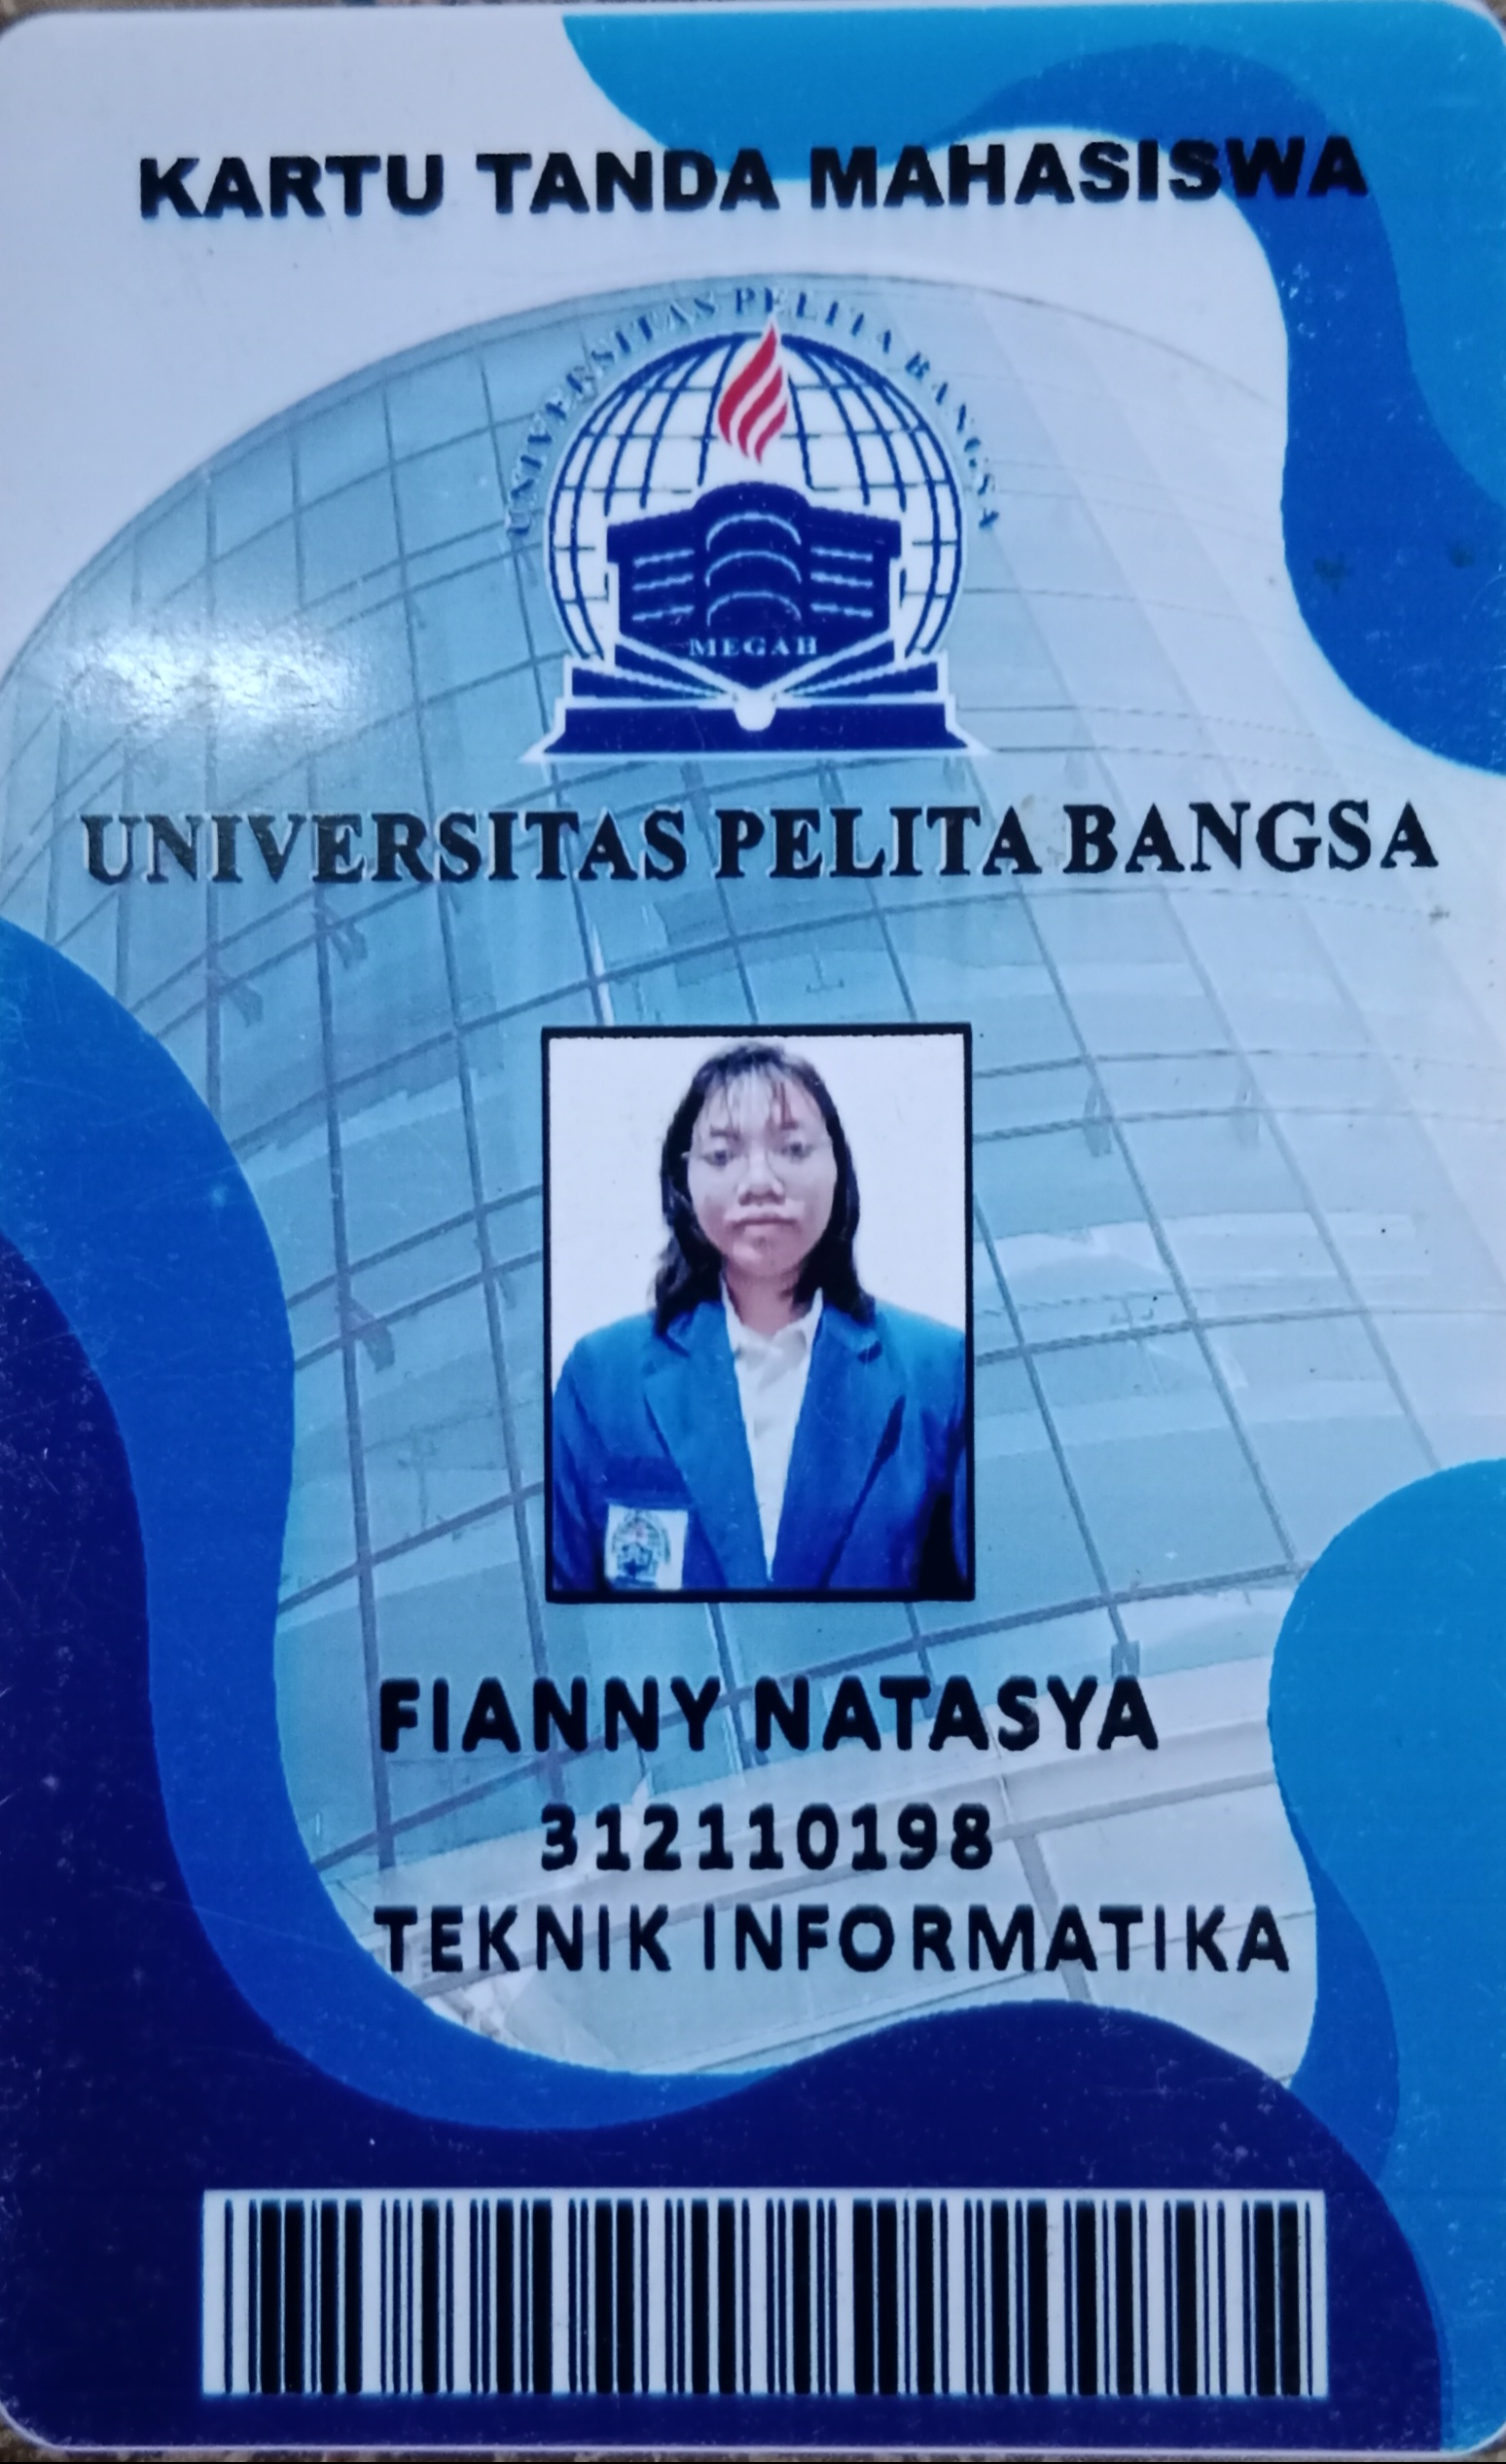 KARTU TANDA MAHASISWA
UNIVERSITAS PELITA BANGSA
MEGAH
UNIVERSITAS PELITA BANGSA
FIANNY NATASYA
312110198
TEKNIK INFORMATIKA